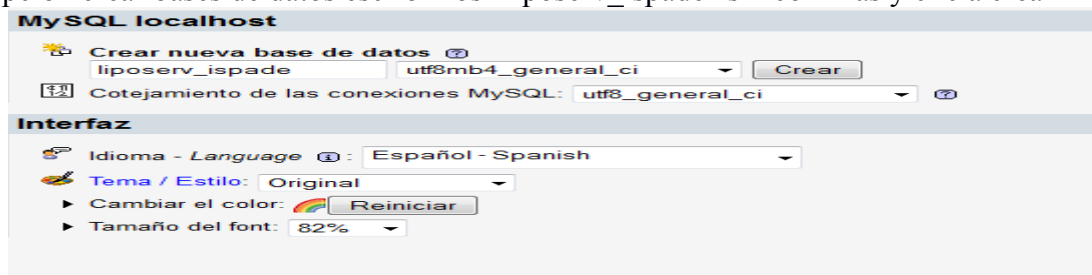 MySQL localhost
Crear nueva base de datos
liposerv_ispade utf8mb4_general_ci Crear
Cotejamiento de las conexiones MySQL: utf8_general_ci
Interfaz
Idioma - Language : Español - Spanish
Tema / Estilo: Original
Cambiar el color: Reiniciar
Tamaño del font: 82%